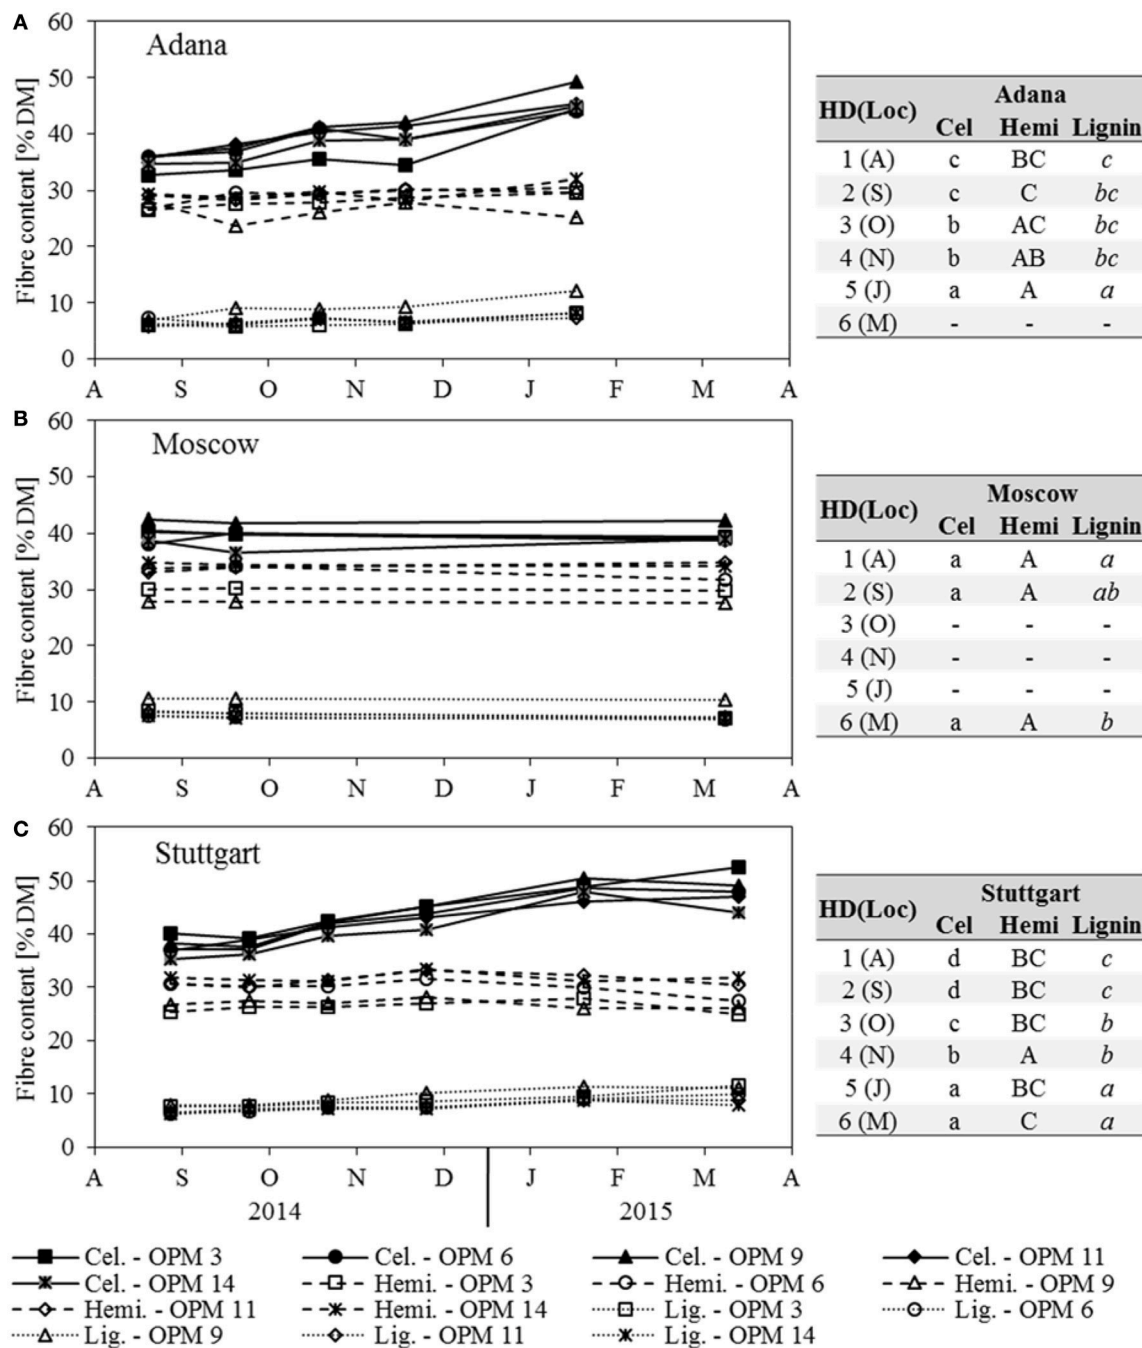 A
Adana
Fibre content [% DM]
60
50
40
30
20
10
0
A S O N D J F M A
HD(Loc) Adana
Cel Hemi Lignin
1 (A) c BC c
2 (S) c C bc
3 (O) b AC bc
4 (N) b AB bc
5 (J) a A a
6 (M) - - -
B
Moscow
Fibre content [% DM]
60
50
40
30
20
10
0
A S O N D J F M A
HD(Loc) Moscow
Cel Hemi Lignin
1 (A) a A a
2 (S) a A ab
3 (O) - - -
4 (N) - - -
5 (J) - - -
6 (M) a A b
C
Stuttgart
Fibre content [% DM]
60
50
40
30
20
10
0
A S O N D J F M A
2014 2015
HD(Loc) Stuttgart
Cel Hemi Lignin
1 (A) d BC c
2 (S) d BC c
3 (O) c BC b
4 (N) b A b
5 (J) a BC a
6 (M) a C a
Cel. - OPM 3 Cel. - OPM 6 Cel. - OPM 9 Cel. - OPM 11
Cel. - OPM 14 Hemi. - OPM 3 Hemi. - OPM 6 Hemi. - OPM 9
Hemi. - OPM 11 Hemi. - OPM 14 Lig. - OPM 3 Lig. - OPM 6
Lig. - OPM 9 Lig. - OPM 11 Lig. - OPM 14